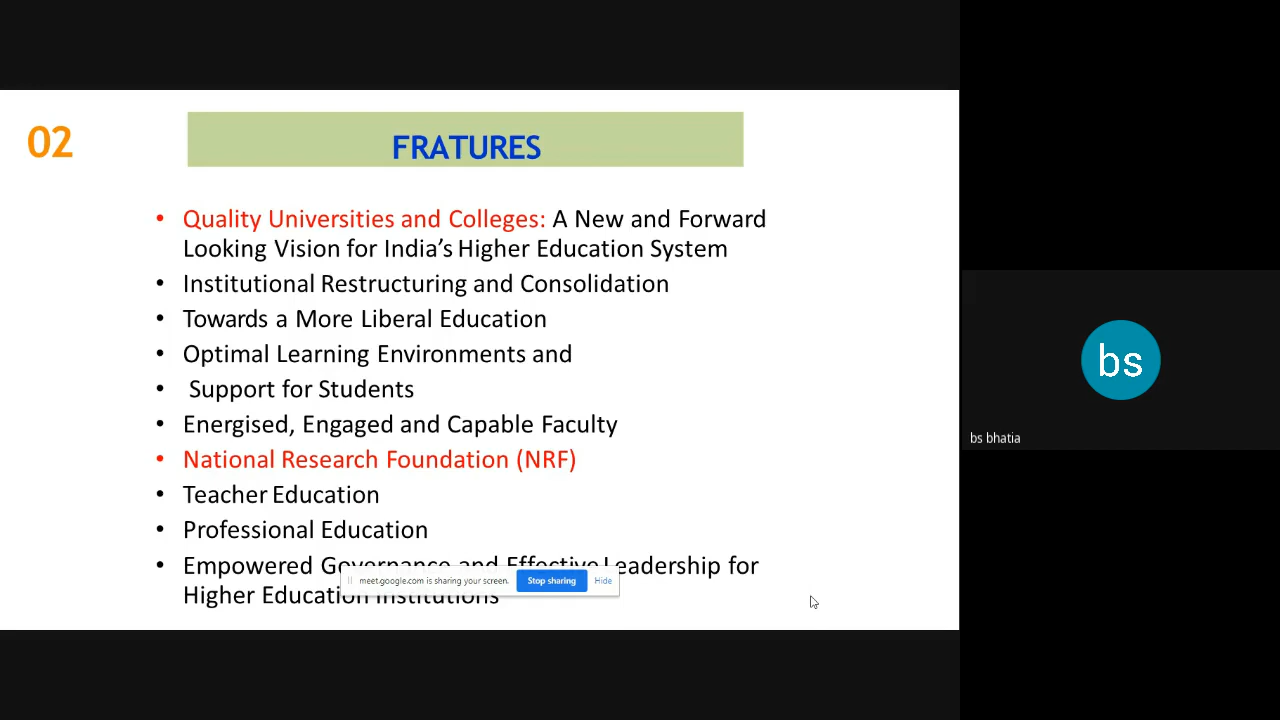 02
FRATURES
• Quality Universities and Colleges: A New and Forward
Looking Vision for India's Higher Education System
• Institutional Restructuring and Consolidation
• Towards a More Liberal Education
• Optimal Learning Environments and
• Support for Students
• Energised, Engaged and Capable Faculty
• National Research Foundation (NRF)
• Teacher Education
• Professional Education
• Empowered Governance and Effective Leadership for
Higher Education Institutions
meet.google.com is sharing your screen. Stop sharing Hide
bs
bs bhatia